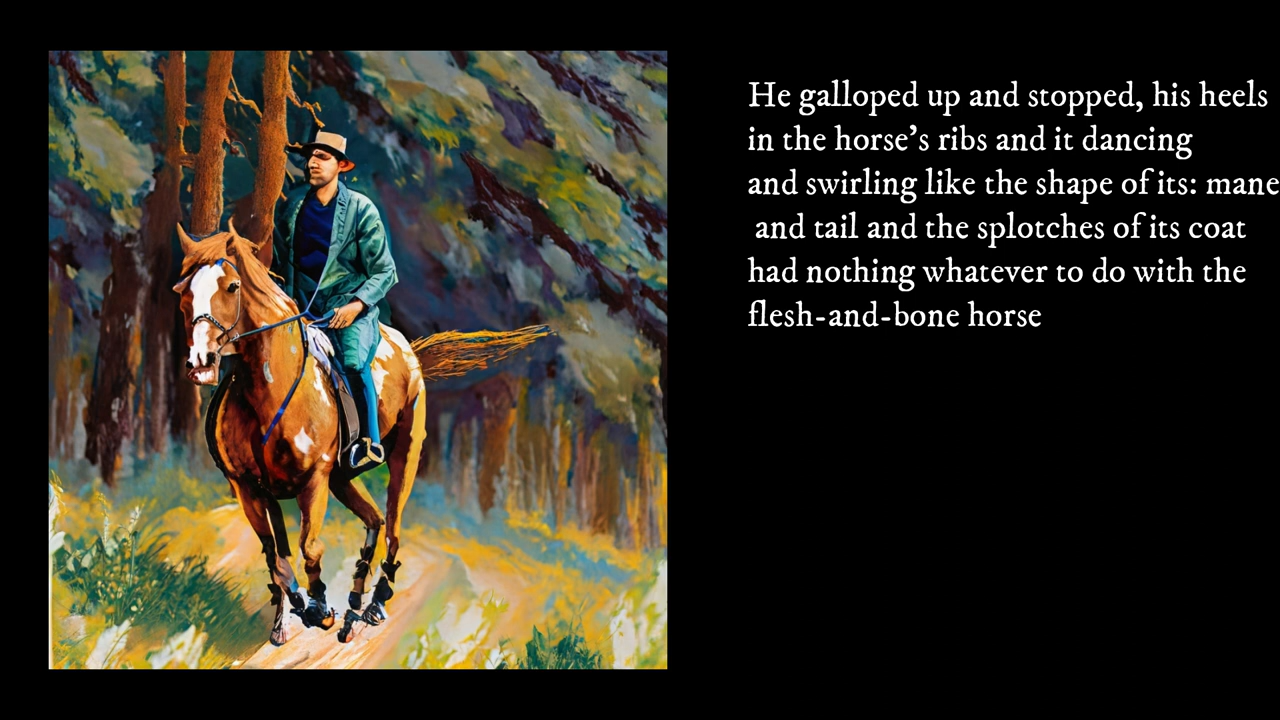 He galloped up and stopped, his heels
in the horse's ribs and it dancing
and swirling like the shape of its: mane
and tail and the splotches of its coat
had nothing whatever to do with the
flesh-and-bone horse